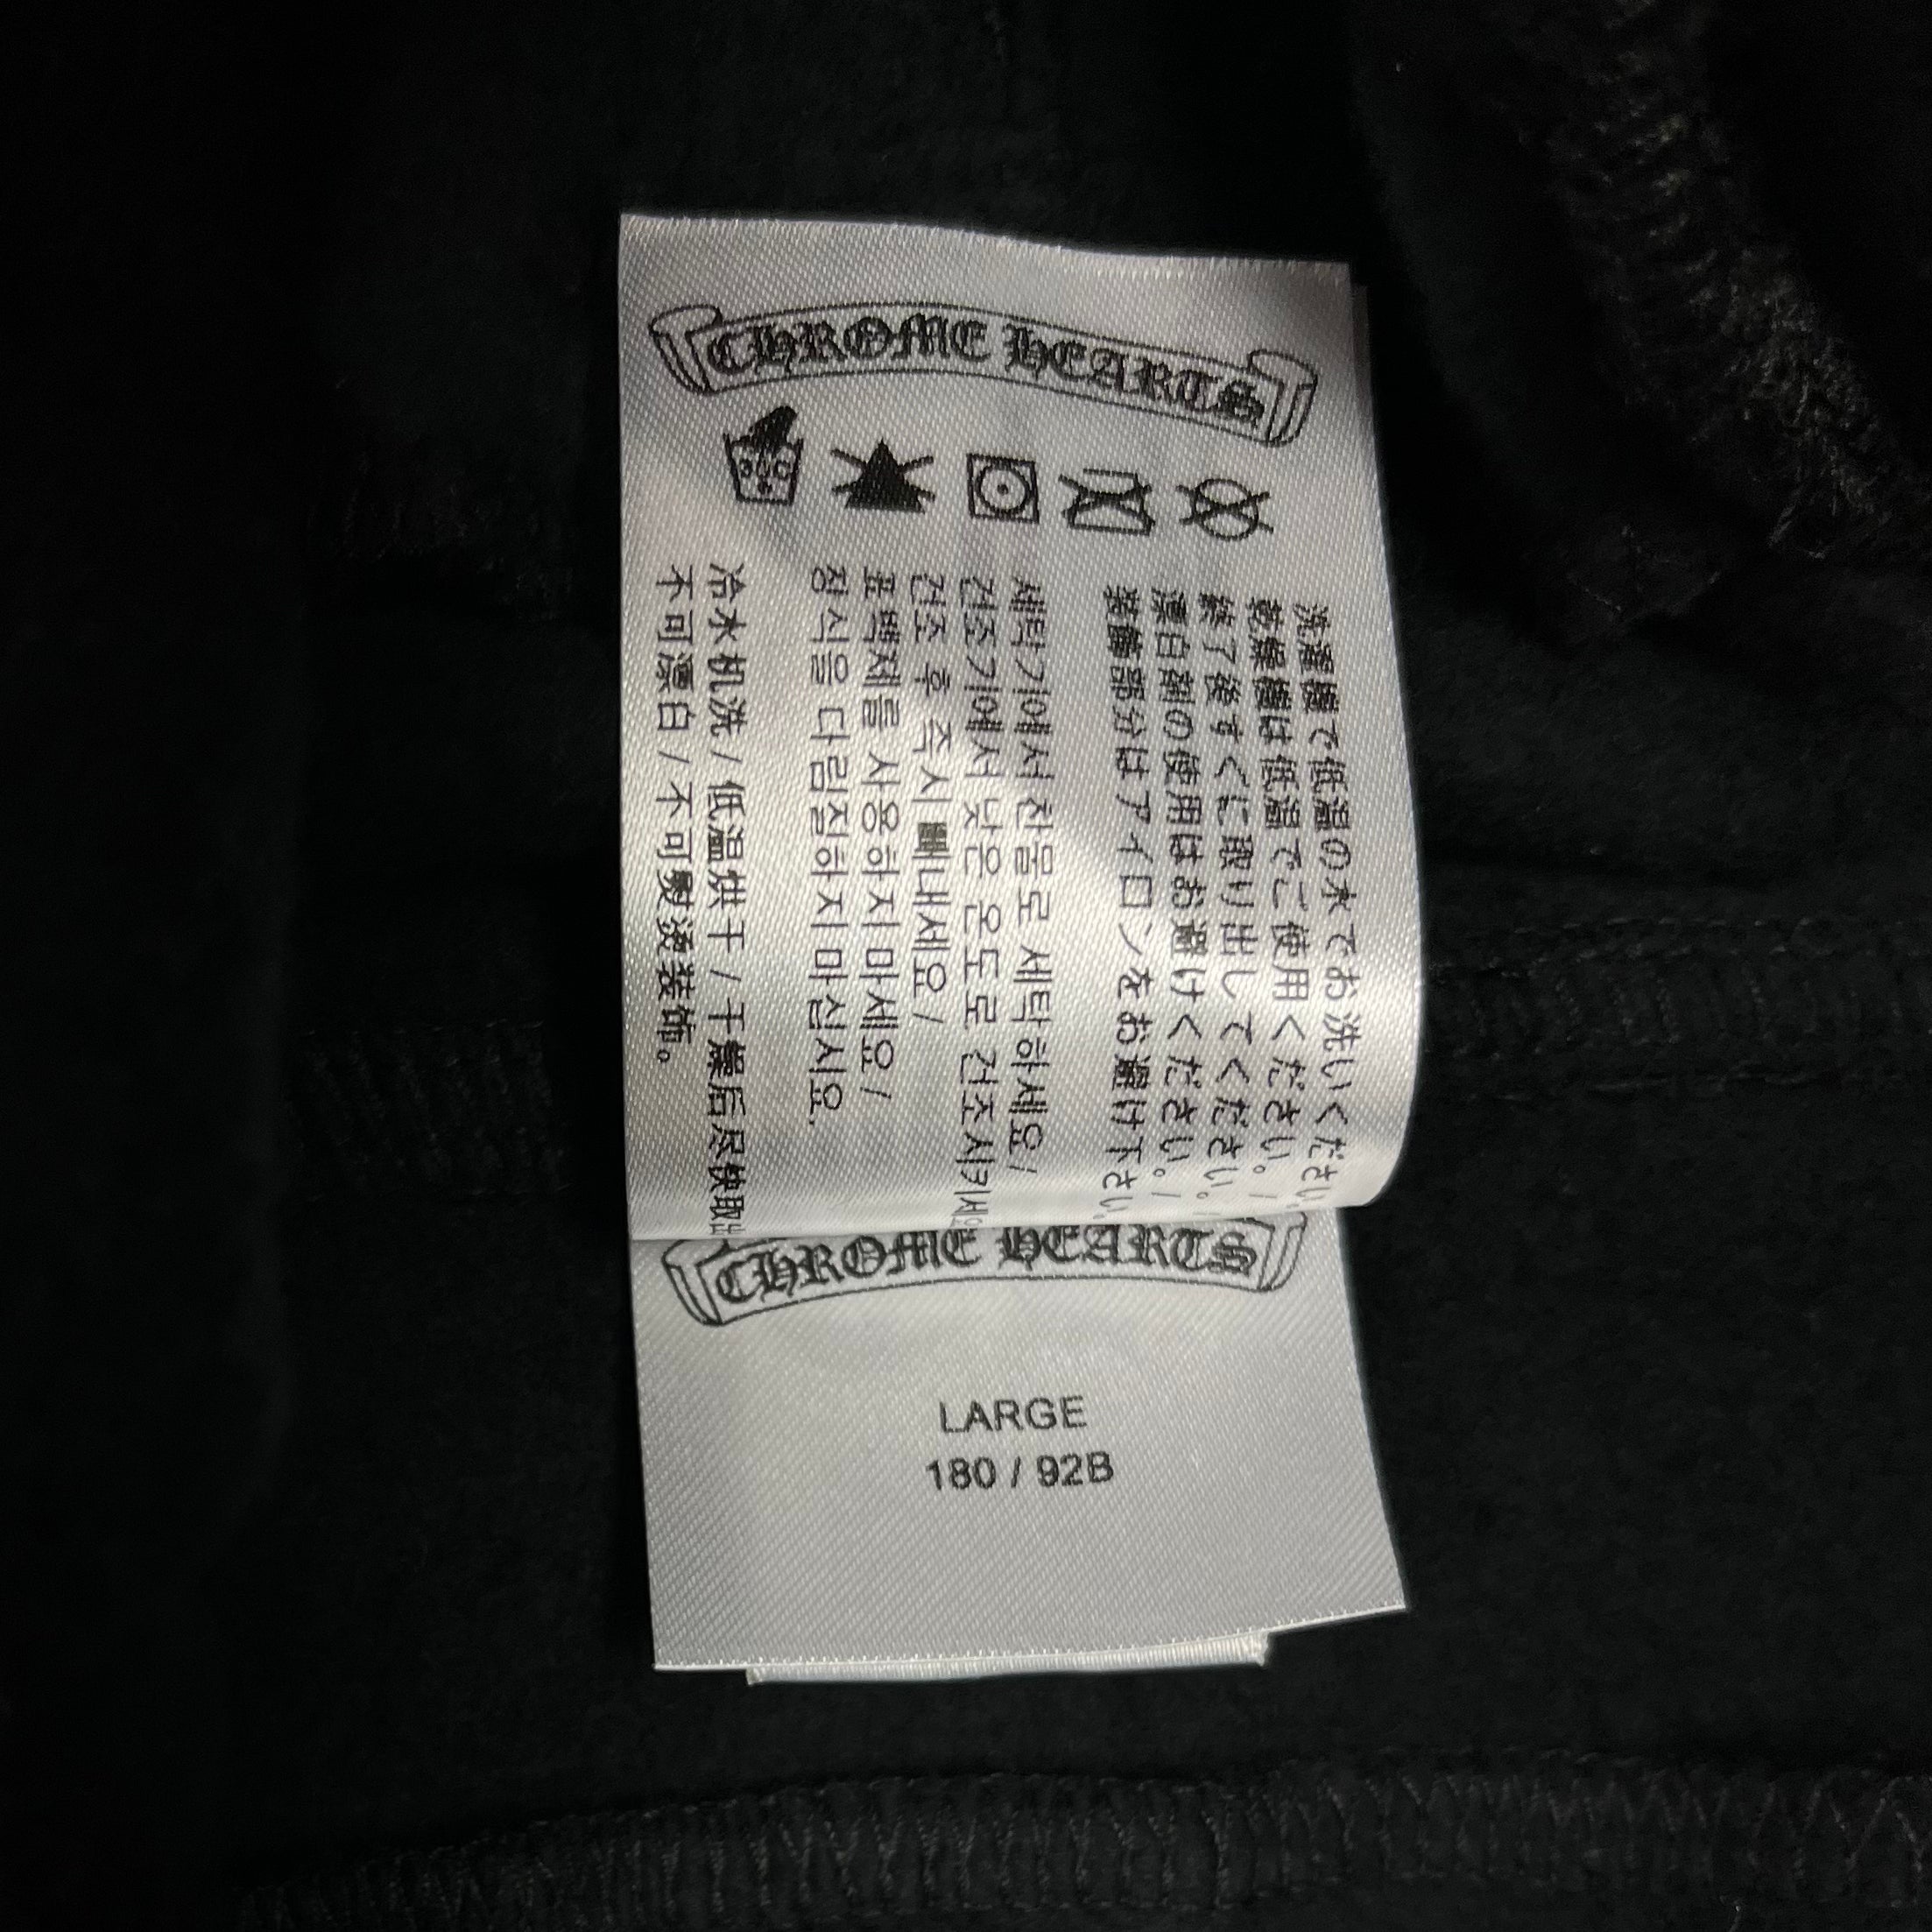 CHROME HEARTS
30C
洗濯機で低温の水でお洗いください。
乾燥機は低温でご使用ください。/
終了後すぐに取り出してください。/
漂白剤の使用はお避けください。/
装飾部分はアイロンをお避け下さい。
세탁기에서 찬물로 세탁하세요 /
건조기에서 낮은 온도로 건조시키세요
건조 후 즉시 빼내세요 /
표백제를 사용하지 마세요 /
장식을 다림질하지 마십시요.
冷水机洗 / 低温烘干 / 干燥后尽快取出
不可漂白 / 不可熨烫装饰。
CHROME HEARTS
LARGE
180 / 92B